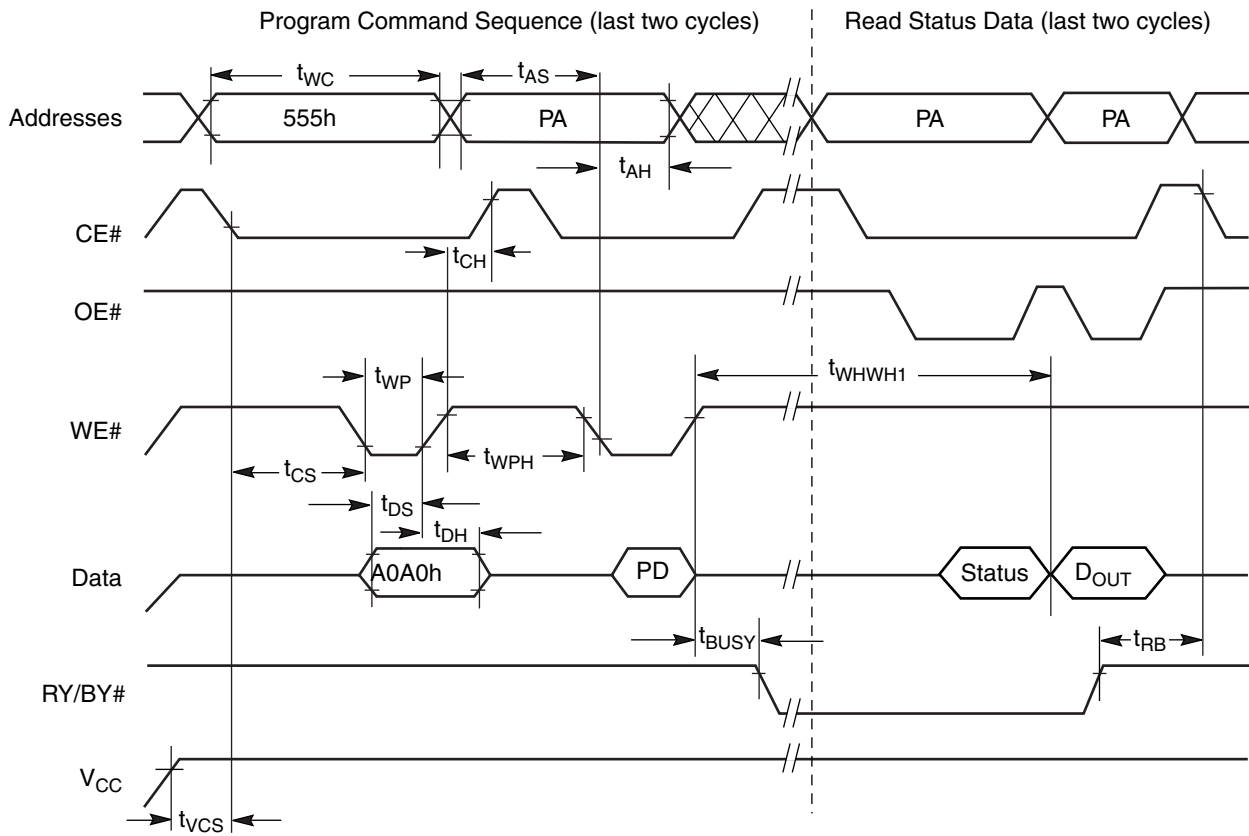 Program Command Sequence (last two cycles)
Read Status Data (last two cycles)
tWC
tAS
Addresses
555h
PA
PA
PA
tAH
CE#
tCH
OE#
tWP
tWHWH1
WE#
tCS
tWPH
tDS
tDH
Data
A0A0h
PD
Status
DOUT
tBUSY
tRB
RY/BY#
VCC
tVCS